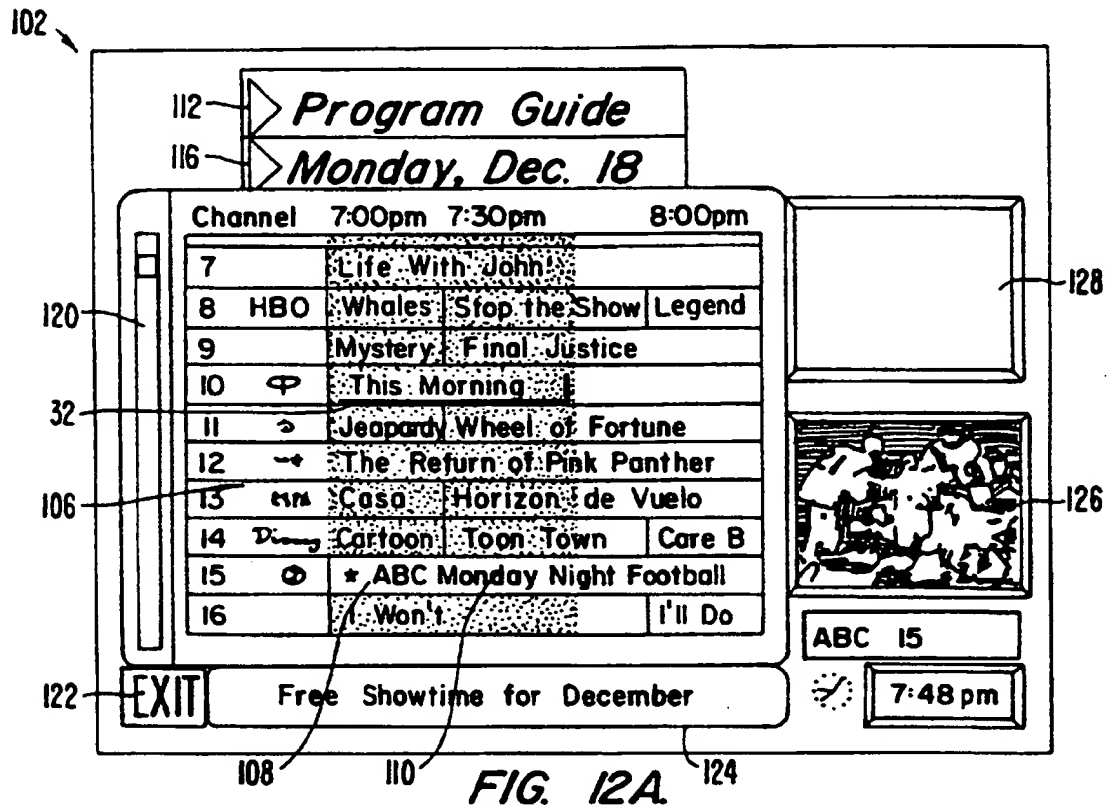 102
112 Program Guide
116 Monday, Dec. 18
Channel 7:00pm 7:30pm 8:00pm
7 Life With John
8 HBO Whales Stop the Show Legend
128
120
9 Mystery Final Justice
10 This Morning
32
11 Jeapardy Wheel of Fortune
12 The Return of Pink Panther
13 Casa Horizon de Vuelo
106
126
14 Disney Cartoon Toon Town Care B
15 * ABC Monday Night Football
16 I Won't I'll Do
ABC 15
122 EXIT Free Showtime for December
7:48 pm
108 110 124
FIG. 12A.